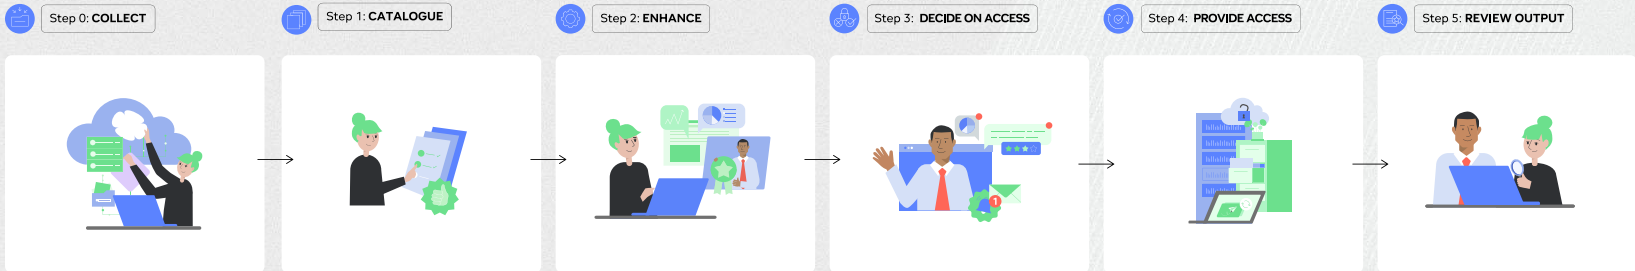 Step 0: COLLECT
Step 1: CATALOGUE
Step 2: ENHANCE
Step 3: DECIDE ON ACCESS
Step 4: PROVIDE ACCESS
Step 5: REVIEW OUTPUT
1